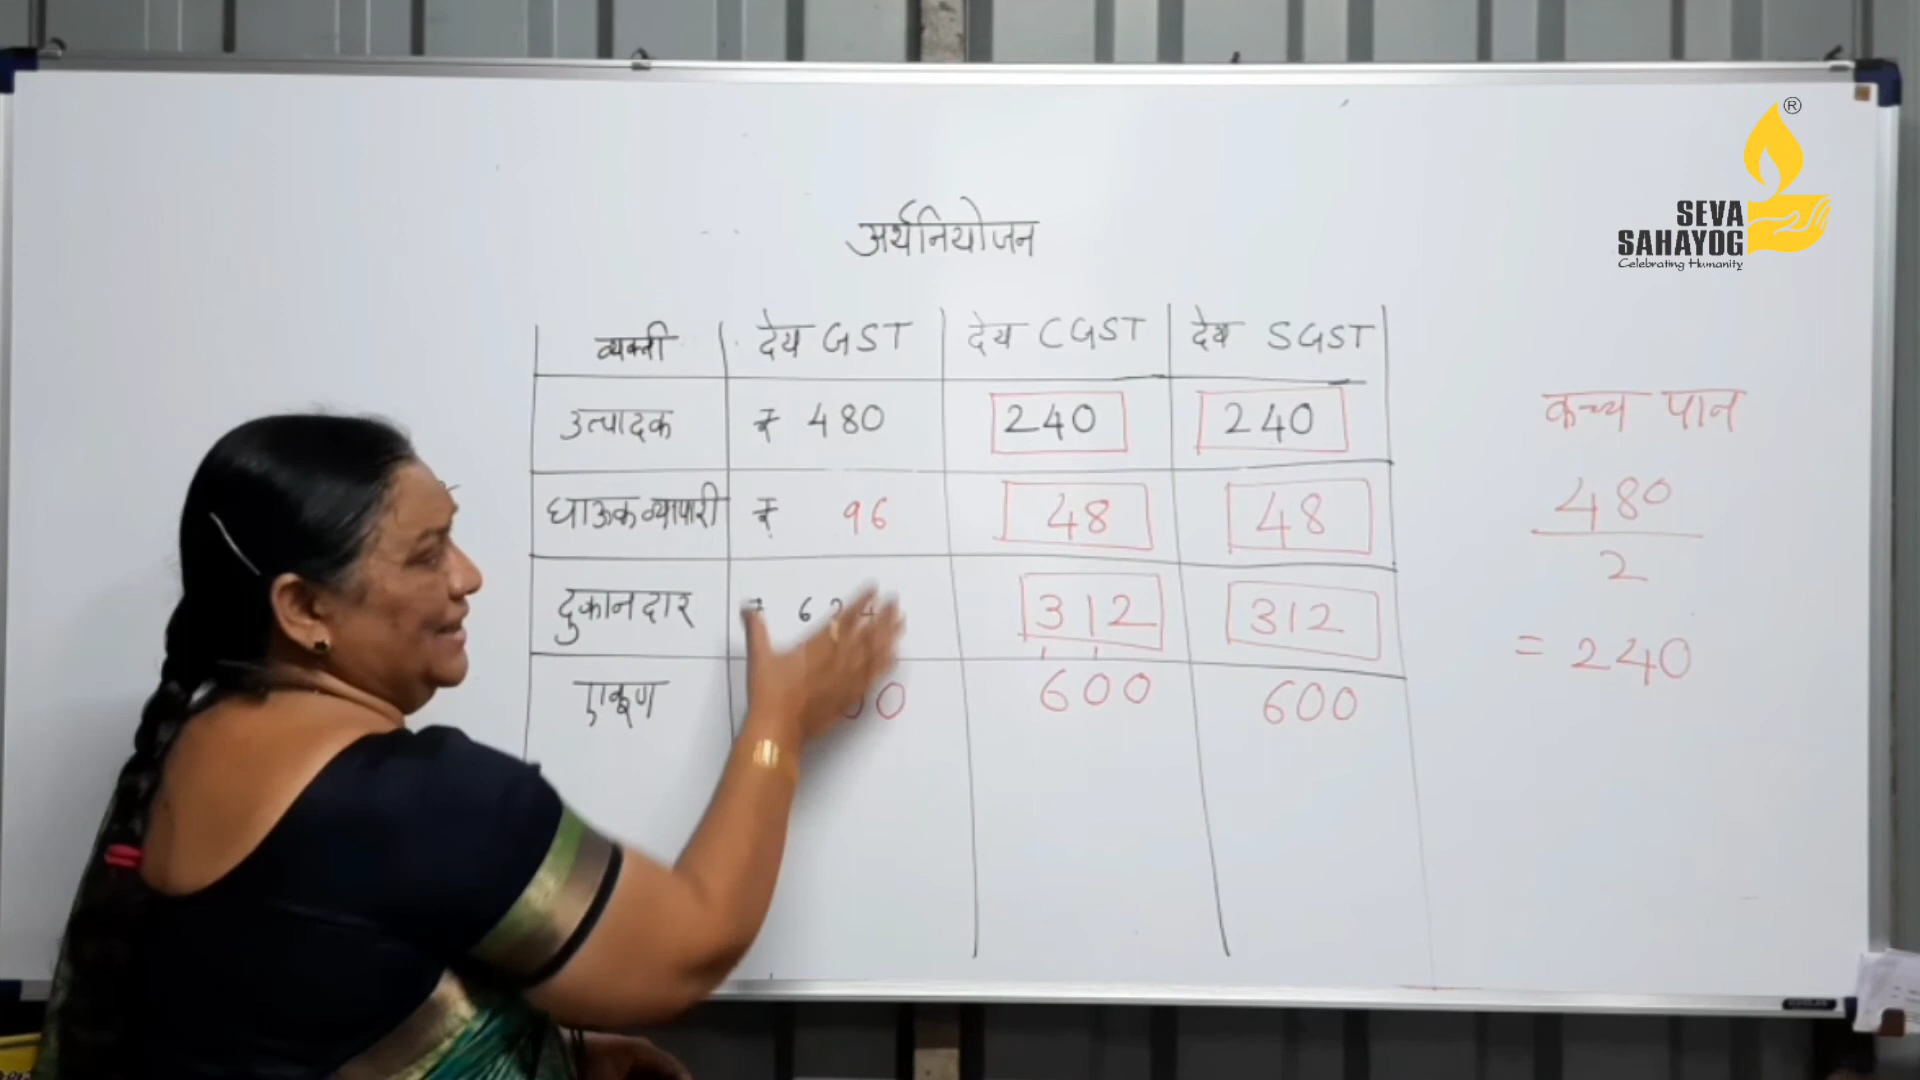 ®
SEVA
SAHAYOG
Celebrating Humanity
अर्थनियोजन
व्यक्ती देय GST देय CGST देय SGST
उत्पादक ₹ 480 240 240
घाऊक व्यापारी ₹ 96 48 48
दुकानदार ₹ 312 312
एकूण 600 600
कच्च पान
480
2
= 240